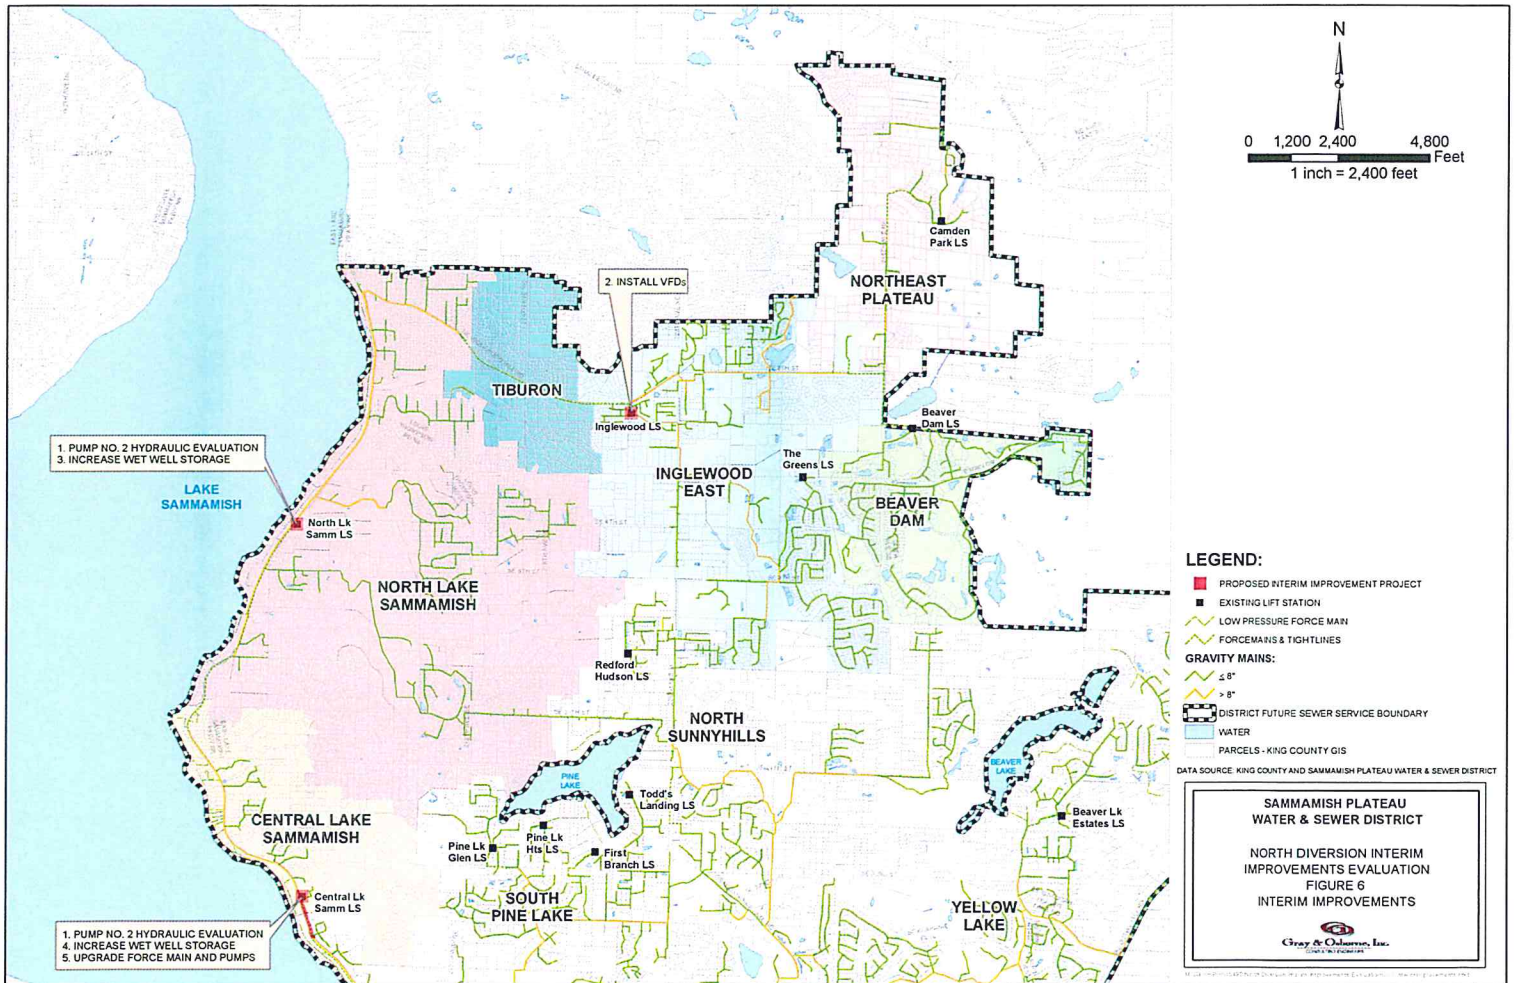 N
0 1,200 2,400 4,800
Feet
1 inch = 2,400 feet
Camden
Park LS
NORTHEAST
PLATEAU
2. INSTALL VFDs
TIBURON
Inglewood LS
Beaver
Dam LS
The
Greens LS
INGLEWOOD
EAST
BEAVER
DAM
1. PUMP NO. 2 HYDRAULIC EVALUATION
3. INCREASE WET WELL STORAGE
LAKE
SAMMAMISH
North Lk
Samm LS
NORTH LAKE
SAMMAMISH
Redford
Hudson LS
NORTH
SUNNYHILLS
PINE
LAKE
BEAVER
LAKE
Todd's
Landing LS
Beaver Lk
Estates LS
CENTRAL LAKE
SAMMAMISH
Pine Lk
Glen LS
Pine Lk
Hts LS
First
Branch LS
Central Lk
Samm LS
SOUTH
PINE LAKE
YELLOW
LAKE
1. PUMP NO. 2 HYDRAULIC EVALUATION
4. INCREASE WET WELL STORAGE
5. UPGRADE FORCE MAIN AND PUMPS
LEGEND:
PROPOSED INTERIM IMPROVEMENT PROJECT
EXISTING LIFT STATION
LOW PRESSURE FORCE MAIN
FORCEMAINS & TIGHTLINES
GRAVITY MAINS:
≤ 8"
> 8"
DISTRICT FUTURE SEWER SERVICE BOUNDARY
WATER
PARCELS - KING COUNTY GIS
DATA SOURCE: KING COUNTY AND SAMMAMISH PLATEAU WATER & SEWER DISTRICT
SAMMAMISH PLATEAU
WATER & SEWER DISTRICT
NORTH DIVERSION INTERIM
IMPROVEMENTS EVALUATION
FIGURE 6
INTERIM IMPROVEMENTS
Gray & Osborne, Inc.
CONSULTING ENGINEERS